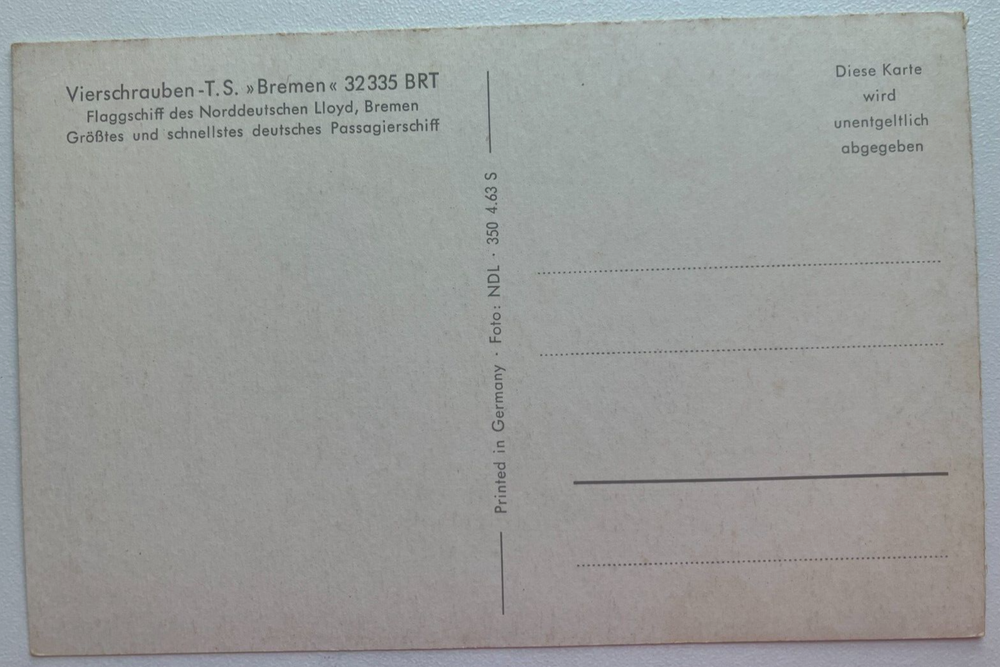 Vierschrauben-T.S. »Bremen« 32335 BRT
Flaggschiff des Norddeutschen Lloyd, Bremen
Größtes und schnellstes deutsches Passagierschiff
Printed in Germany · Foto: NDL · 350 4.63 S
Diese Karte
wird
unentgeltlich
abgegeben